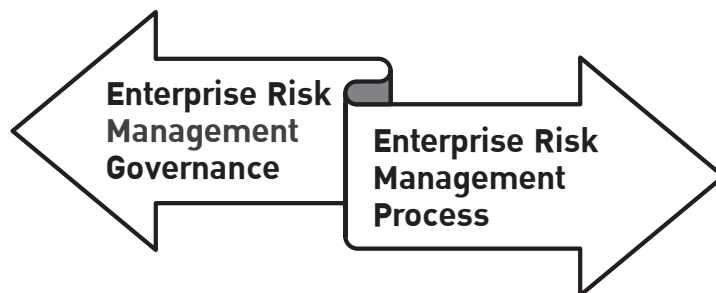 Enterprise Risk
Management
Governance
Enterprise Risk
Management
Process